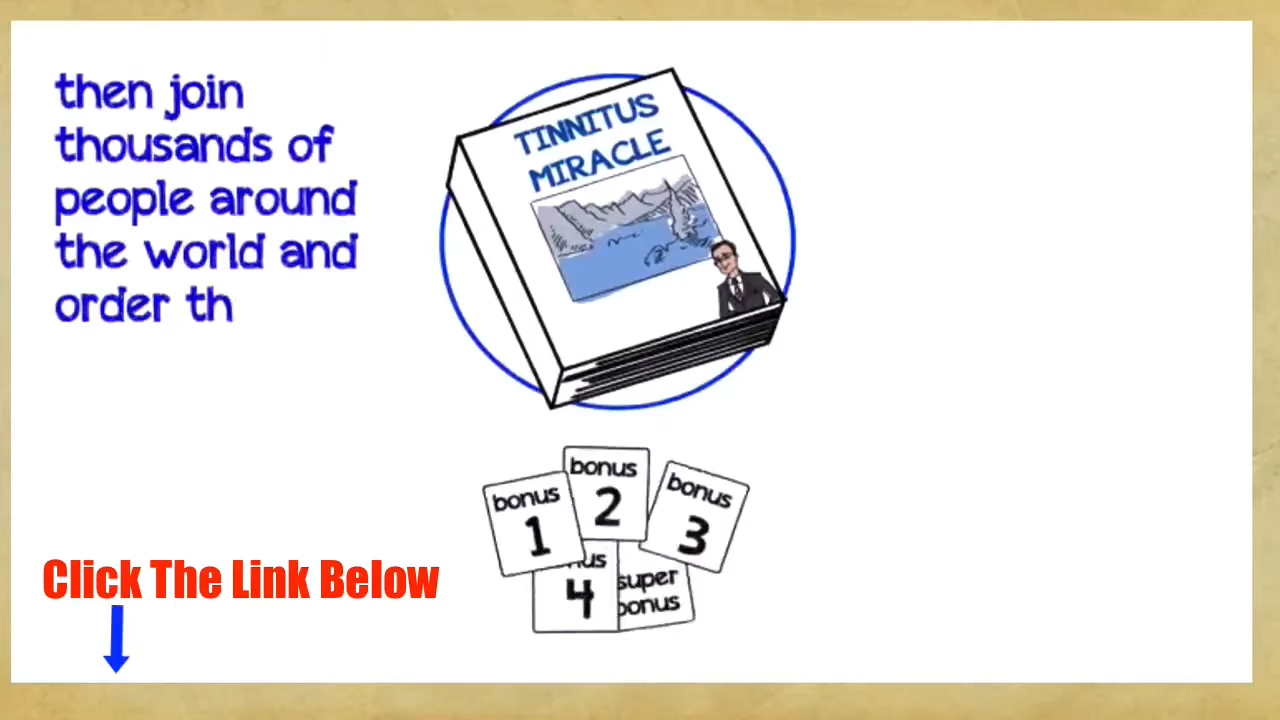 then join
thousands of
people around
the world and
order th
TINNITUS
MIRACLE
bonus
1
bonus
2
bonus
3
nus
4
super
bonus
Click The Link Below